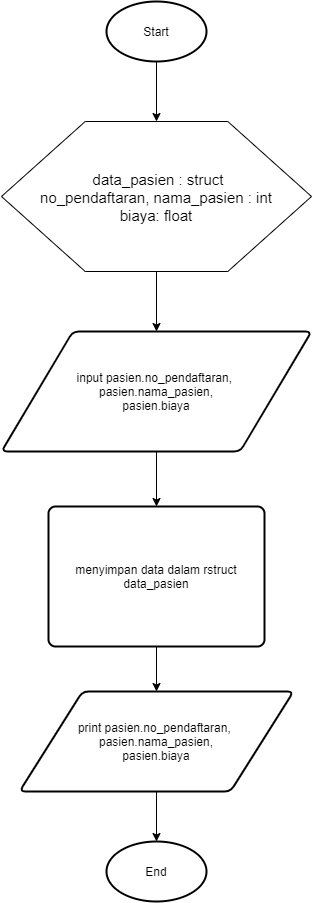 Start
data_pasien : struct
no_pendaftaran, nama_pasien : int
biaya: float
input pasien.no_pendaftaran,
pasien.nama_pasien,
pasien.biaya
menyimpan data dalam rstruct
data_pasien
print pasien.no_pendaftaran,
pasien.nama_pasien,
pasien.biaya
End